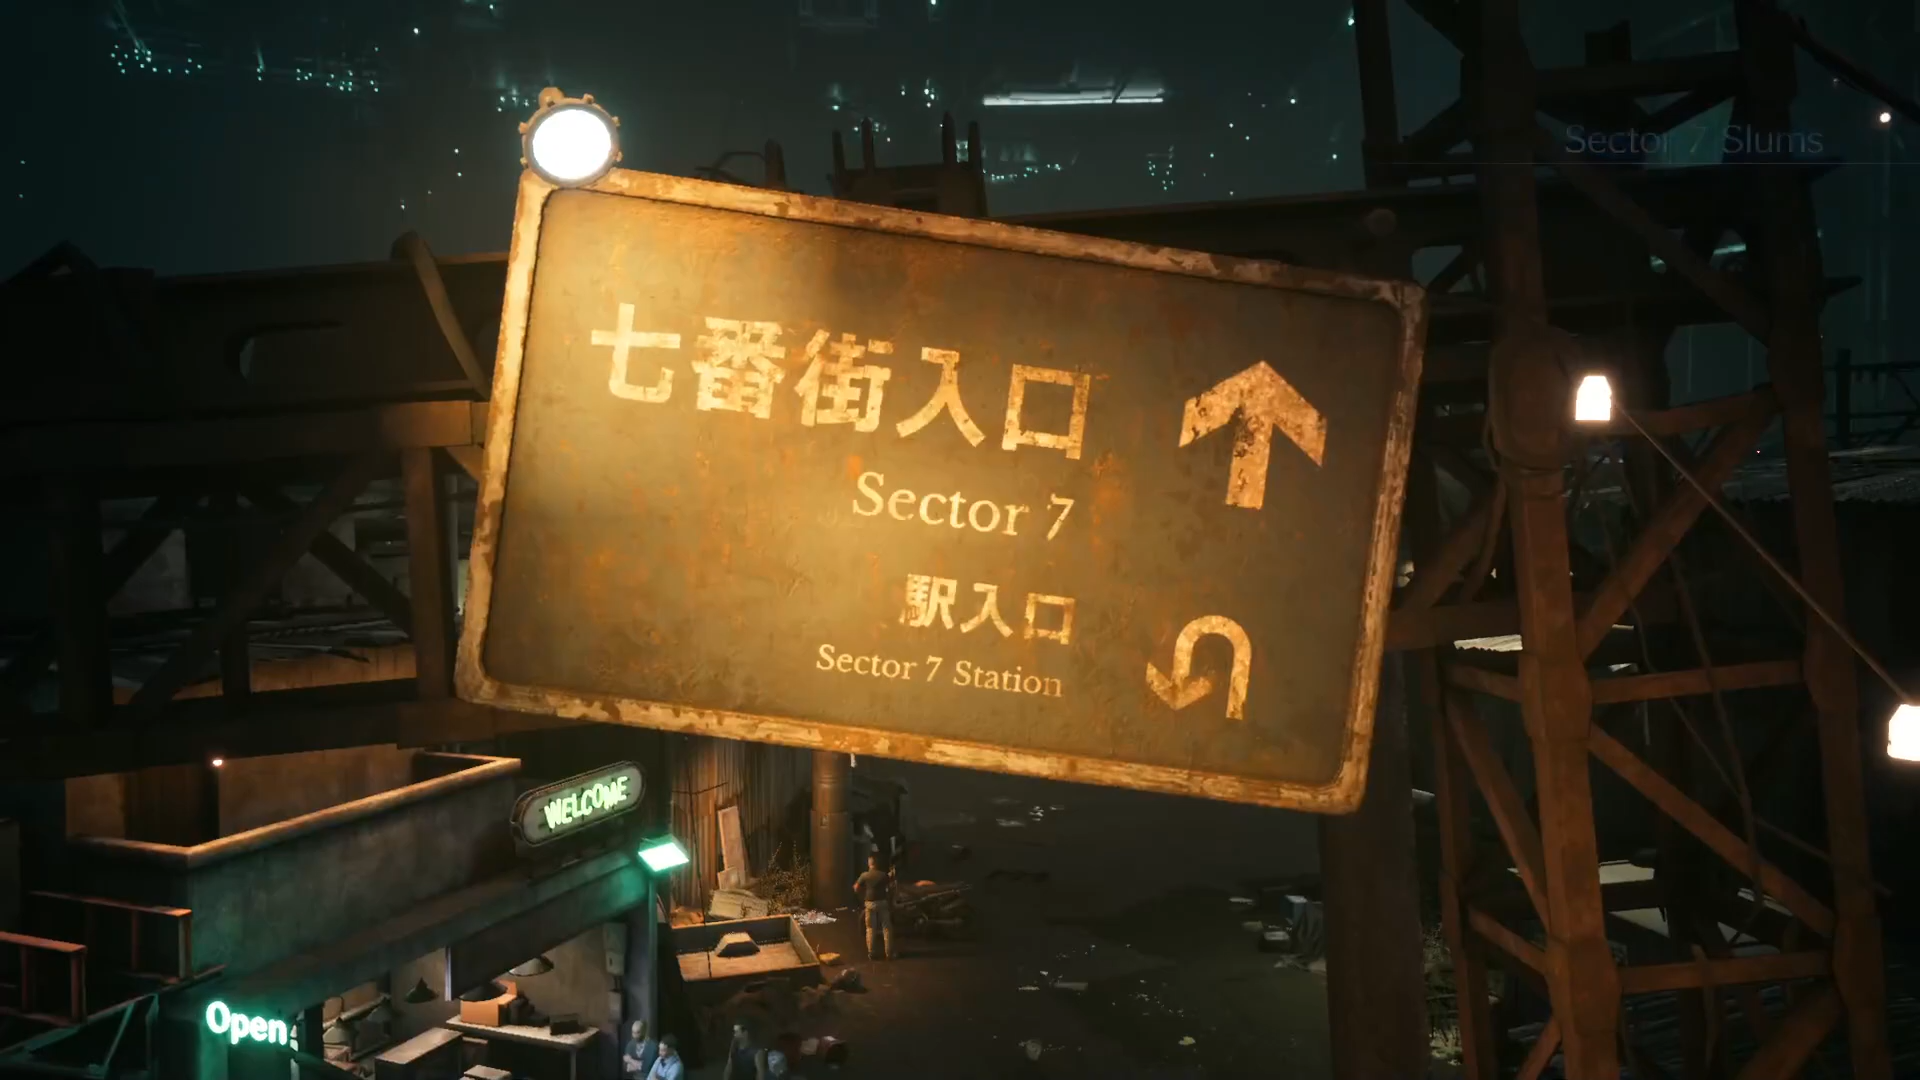 Sector 7 Slums
七番街入口
Sector 7
駅入口
Sector 7 Station
WELCOME
Open